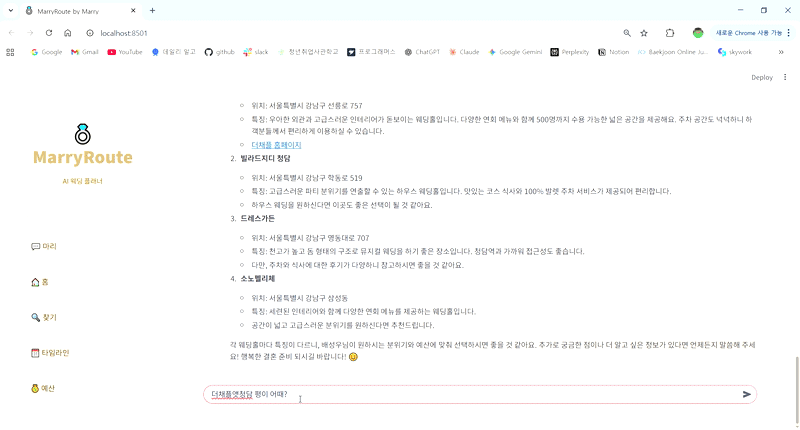 MarryRoute by Marry
localhost:8501
새로운 Chrome 사용 가능
Google
Gmail
YouTube
데일리 말고
github
slack
청년취업사관학교
프로그래머스
ChatGPT
Claude
Google Gemini
Perplexity
Notion
Baekjoon Online Ju...
skywork
Deploy
MarryRoute
AI 웨딩 플래너
마리
홈
찾기
타임라인
예산
위치: 서울특별시 강남구 선릉로 757
특징: 우아한 외관과 고급스러운 인테리어가 돋보이는 웨딩홀입니다. 다양한 연회 메뉴와 함께 500명까지 수용 가능한 넓은 공간을 제공해요. 주차 공간도 넉넉하니 하
객분들께서 편리하게 이용하실 수 있습니다.
더채플 홈페이지
2. 빌라드지디 청담
위치: 서울특별시 강남구 학동로 519
특징: 고급스러운 파티 분위기를 연출할 수 있는 하우스 웨딩홀입니다. 맛있는 코스 식사와 100% 발렛 주차 서비스가 제공되어 편리합니다.
하우스 웨딩을 원하신다면 이곳도 좋은 선택이 될 것 같아요.
3. 드레스가든
위치: 서울특별시 강남구 영동대로 707
특징: 천고가 높고 돔 형태의 구조로 뮤지컬 웨딩을 하기 좋은 장소입니다. 청담역과 가까워 접근성도 좋습니다.
다만, 주차와 식사에 대한 후기가 다양하니 참고하시면 좋을 것 같아요.
4. 소노펠리체
위치: 서울특별시 강남구 삼성동
특징: 세련된 인테리어와 함께 다양한 연회 메뉴를 제공하는 웨딩홀입니다.
공간이 넓고 고급스러운 분위기를 원하신다면 추천드립니다.
각 웨딩홀마다 특징이 다르니, 배성우님이 원하시는 분위기와 예산에 맞춰 선택하시면 좋을 것 같아요. 추가로 궁금한 점이나 더 알고 싶은 정보가 있다면 언제든지 말씀해 주세
요! 행복한 결혼 준비 되시길 바랍니다!
더채플앳청담 평이 어때?